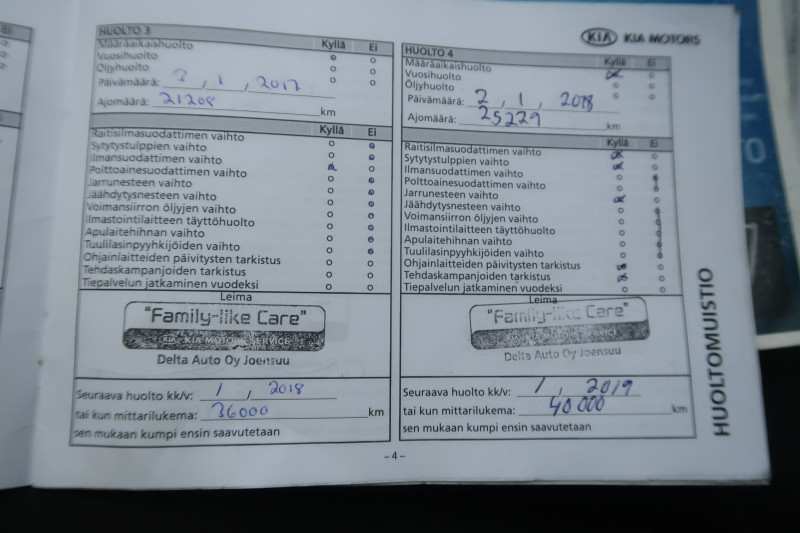 HUOLTO 3
Kyllä Ei
Määräaikaishuolto
Vuosihuolto
Öljyhuolto
Päivämäärä: 2, 1, 2017
Ajomäärä: 21208 km
Kyllä Ei
Raitisilmasuodattimen vaihto
Sytytystulppien vaihto
Ilmansuodattimen vaihto
Polttoainesuodattimen vaihto
Jarrunesteen vaihto
Jäähdytysnesteen vaihto
Voimansiirron öljyjen vaihto
Ilmastointilaitteen täyttöhuolto
Apulaitehihnan vaihto
Tuulilasinpyyhkijöiden vaihto
Ohjainlaitteiden päivitysten tarkistus
Tehdaskampanjoiden tarkistus
Tiepalvelun jatkaminen vuodeksi
Leima
"Family-like Care"
KIA KIA MOTORS SERVICE
Delta Auto Oy Joensuu
Seuraava huolto kk/v: 1, 2018
tai kun mittarilukema: 36000 km
sen mukaan kumpi ensin saavutetaan
KIA KIA MOTORS
HUOLTO 4
Kyllä Ei
Määräaikaishuolto
Vuosihuolto
Öljyhuolto
Päivämäärä: 2, 1, 2018
Ajomäärä: 25229 km
Kyllä Ei
Raitisilmasuodattimen vaihto
Sytytystulppien vaihto
Ilmansuodattimen vaihto
Polttoainesuodattimen vaihto
Jarrunesteen vaihto
Jäähdytysnesteen vaihto
Voimansiirron öljyjen vaihto
Ilmastointilaitteen täyttöhuolto
Apulaitehihnan vaihto
Tuulilasinpyyhkijöiden vaihto
Ohjainlaitteiden päivitysten tarkistus
Tehdaskampanjoiden tarkistus
Tiepalvelun jatkaminen vuodeksi
Leima
"Family-like Care"
KIA MOTORS SERVICE
Delta Auto Oy Joensuu
Seuraava huolto kk/v: 1, 2019
tai kun mittarilukema: 40 000 km
sen mukaan kumpi ensin saavutetaan
HUOLTOMUISTIO
- 4 -